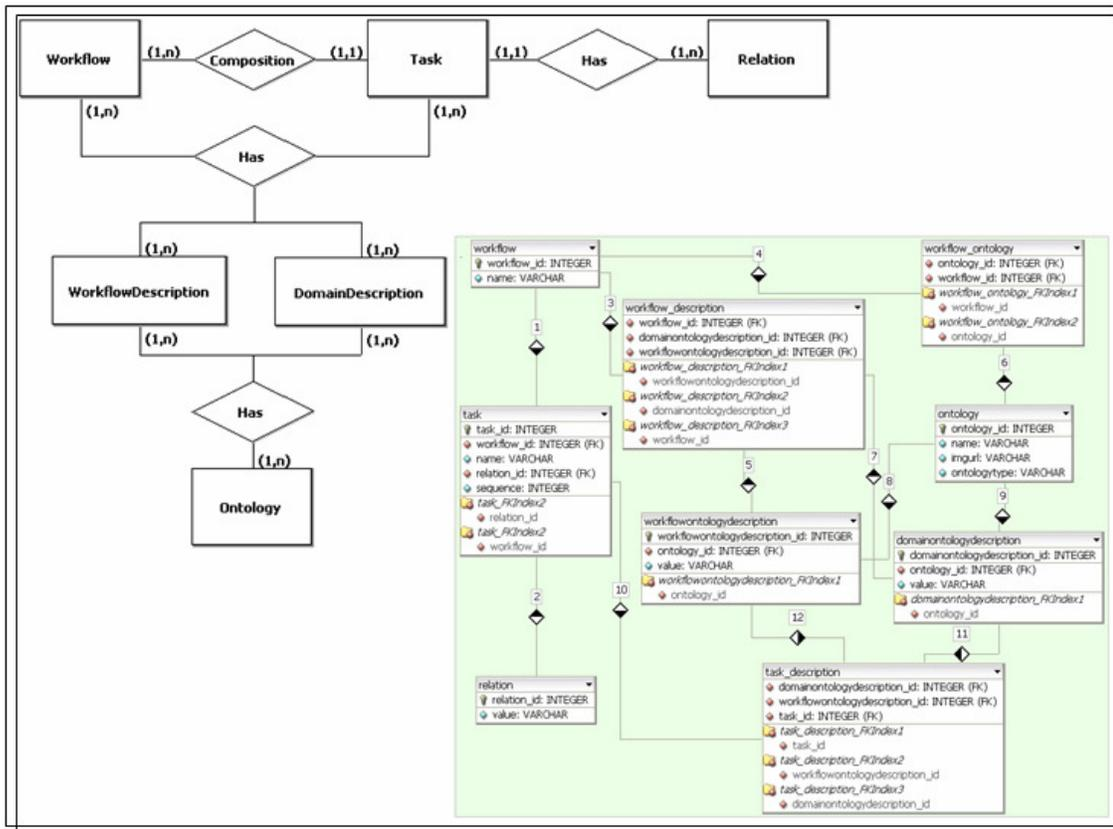 Workflow
(1,n)
Composition
(1,1)
Task
(1,1)
Has
(1,n)
Relation
(1,n)
(1,n)
Has
(1,n)
(1,n)
WorkflowDescription
DomainDescription
(1,n)
(1,n)
Has
(1,n)
Ontology
workflow
workflow_id: INTEGER
name: VARCHAR
4
workflow_ontology
ontology_id: INTEGER (FK)
workflow_id: INTEGER (FK)
workflow_ontology_FKIndex1
workflow_id
workflow_ontology_FKIndex2
ontology_id
3
1
workflow_description
workflow_id: INTEGER (FK)
domainontologydescription_id: INTEGER (FK)
workflowontologydescription_id: INTEGER (FK)
workflow_description_FKIndex1
workflowontologydescription_id
workflow_description_FKIndex2
domainontologydescription_id
workflow_description_FKIndex3
workflow_id
6
task
task_id: INTEGER
workflow_id: INTEGER (FK)
name: VARCHAR
relation_id: INTEGER (FK)
sequence: INTEGER
task_FKIndex2
relation_id
task_FKIndex2
workflow_id
ontology
ontology_id: INTEGER
name: VARCHAR
imgurl: VARCHAR
ontologytype: VARCHAR
5
7
8
9
workflowontologydescription
workflowontologydescription_id: INTEGER
ontology_id: INTEGER (FK)
value: VARCHAR
workflowontologydescription_FKIndex1
ontology_id
domainontologydescription
domainontologydescription_id: INTEGER
ontology_id: INTEGER (FK)
value: VARCHAR
domainontologydescription_FKIndex1
ontology_id
2
10
12
11
relation
relation_id: INTEGER
value: VARCHAR
task_description
domainontologydescription_id: INTEGER (FK)
workflowontologydescription_id: INTEGER (FK)
task_id: INTEGER (FK)
task_description_FKIndex1
task_id
task_description_FKIndex2
workflowontologydescription_id
task_description_FKIndex3
domainontologydescription_id